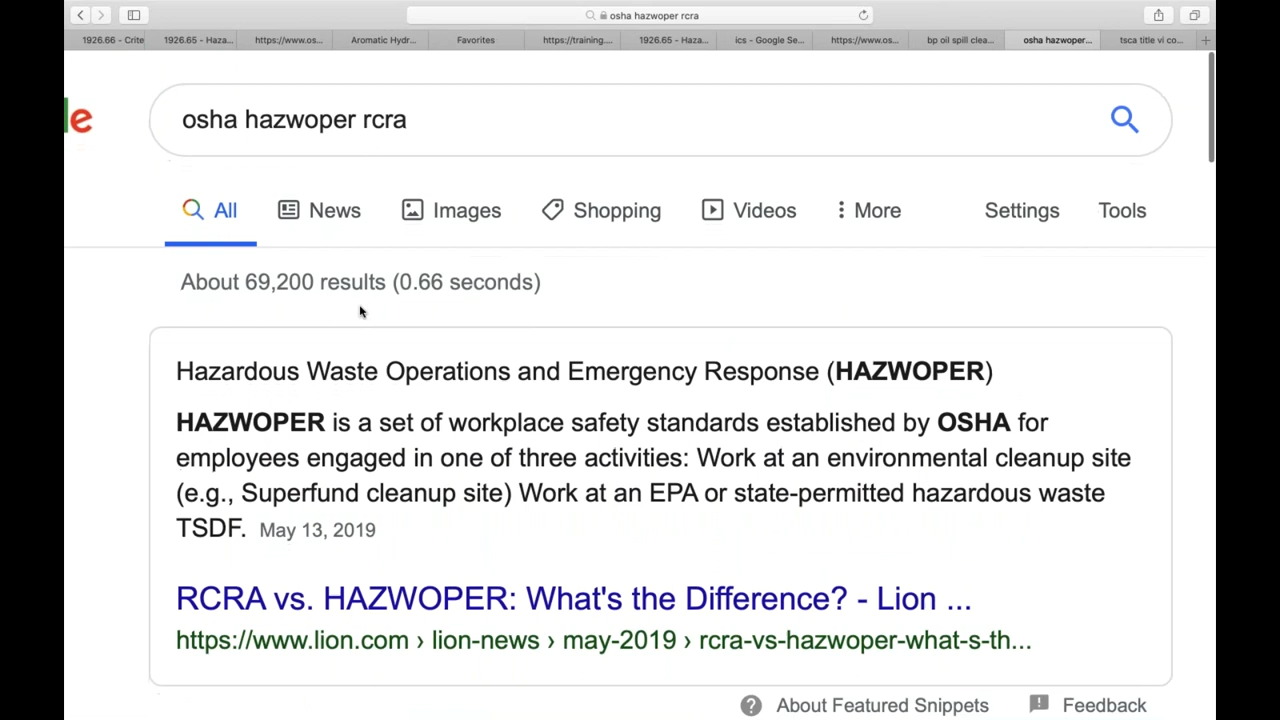 osha hazwoper rcra
1926.66 - Crite
1926.65 - Haza...
https://www.os...
Aromatic Hydr...
Favorites
https://training....
1926.65 - Haza...
ics - Google Se...
https://www.os...
bp oil spill clea...
osha hazwoper...
tsca title vi co...
le
osha hazwoper rcra
All News Images Shopping Videos More Settings Tools
About 69,200 results (0.66 seconds)
Hazardous Waste Operations and Emergency Response (HAZWOPER)
HAZWOPER is a set of workplace safety standards established by OSHA for
employees engaged in one of three activities: Work at an environmental cleanup site
(e.g., Superfund cleanup site) Work at an EPA or state-permitted hazardous waste
TSDF. May 13, 2019
RCRA vs. HAZWOPER: What's the Difference? - Lion ...
https://www.lion.com › lion-news › may-2019 › rcra-vs-hazwoper-what-s-th...
About Featured Snippets Feedback